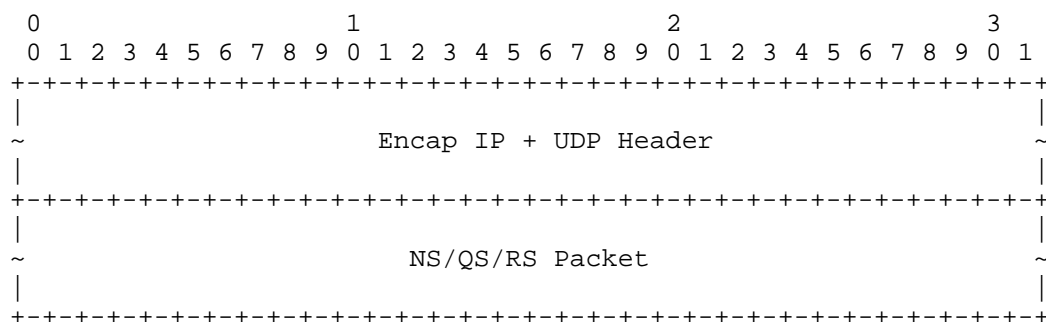 0                   1                   2                   3
 0 1 2 3 4 5 6 7 8 9 0 1 2 3 4 5 6 7 8 9 0 1 2 3 4 5 6 7 8 9 0 1
+-+-+-+-+-+-+-+-+-+-+-+-+-+-+-+-+-+-+-+-+-+-+-+-+-+-+-+-+-+-+-+-+
|                                                               |
~                      Encap IP + UDP Header                    ~
|                                                               |
+-+-+-+-+-+-+-+-+-+-+-+-+-+-+-+-+-+-+-+-+-+-+-+-+-+-+-+-+-+-+-+-+
|                                                               |
~                        NS/QS/RS Packet                        ~
|                                                               |
+-+-+-+-+-+-+-+-+-+-+-+-+-+-+-+-+-+-+-+-+-+-+-+-+-+-+-+-+-+-+-+-+